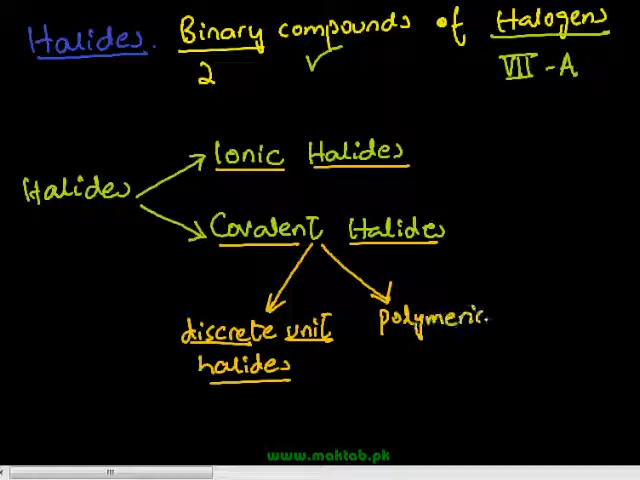 Halides. Binary compounds of Halogens
2 VII-A
Ionic Halides
Halides
Covalent Halides
discrete unit polymeric
halides
www.maktab.pk